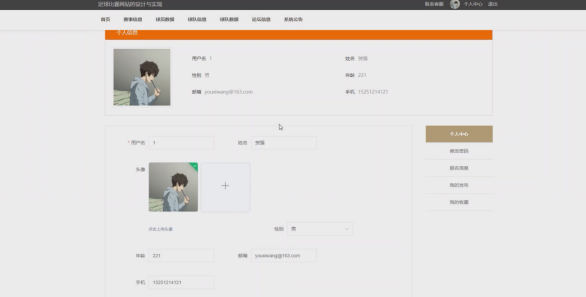 足球比赛网站的设计与实现 联系客服 个人中心 退出
首页 赛事信息 球员数据 球队信息 球队数据 论坛信息 系统公告
个人信息
用户名 1 姓名 贺强
性别 男 年龄 221
邮箱 youxiwang@163.com 手机 15251214121
* 用户名 1 姓名 贺强 个人中心
修改密码
头像 我的发布
我的收藏
点击上传头像 性别 男
年龄 221 邮箱 youxiwang@163.com
手机 15251214121